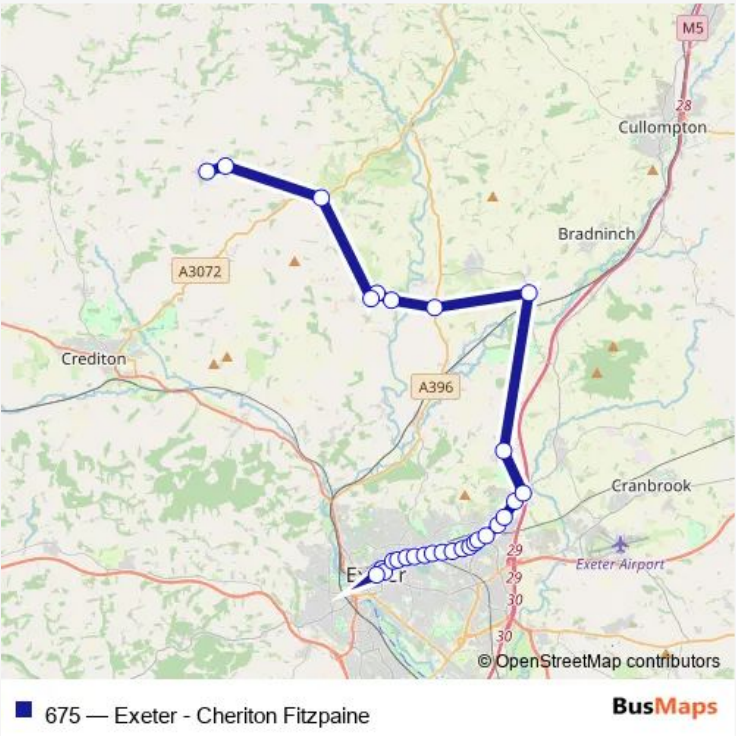 M5
28
Cullompton
Bradninch
A3072
Crediton
A396
Cranbrook
29
Exeter Airport
29
Exeter
30
30
© OpenStreetMap contributors
675 — Exeter - Cheriton Fitzpaine
BusMaps